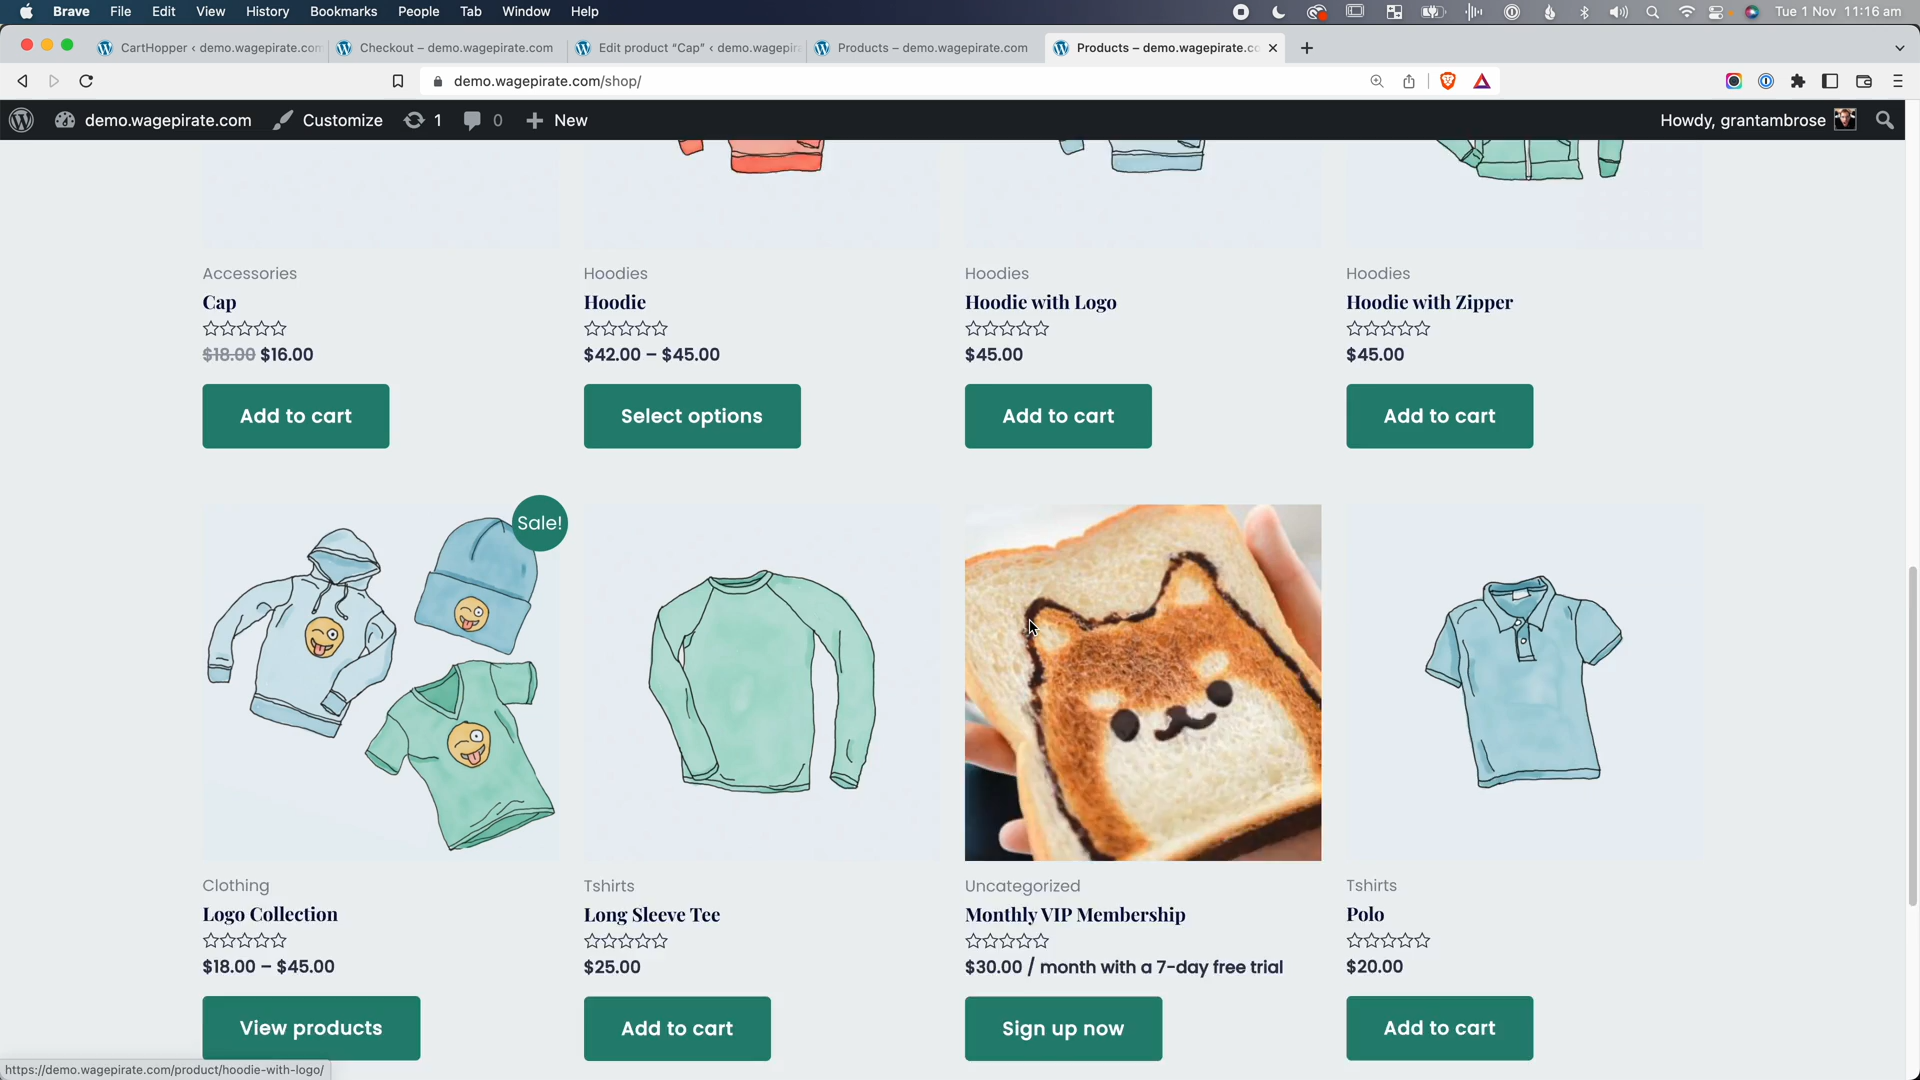 Brave File Edit View History Bookmarks People Tab Window Help Tue 1 Nov 11:16 am
CartHopper ‹ demo.wagepirate.com Checkout – demo.wagepirate.com Edit product “Cap” ‹ demo.wagepir Products – demo.wagepirate.com Products – demo.wagepirate.co
demo.wagepirate.com/shop/
demo.wagepirate.com Customize 1 0 New Howdy, grantambrose
Accessories Hoodies Hoodies Hoodies
Cap Hoodie Hoodie with Logo Hoodie with Zipper
$18.00 $16.00 $42.00 – $45.00 $45.00 $45.00
Add to cart Select options Add to cart Add to cart
Sale!
Clothing Tshirts Uncategorized Tshirts
Logo Collection Long Sleeve Tee Monthly VIP Membership Polo
$18.00 – $45.00 $25.00 $30.00 / month with a 7-day free trial $20.00
View products Add to cart Sign up now Add to cart
https://demo.wagepirate.com/product/hoodie-with-logo/